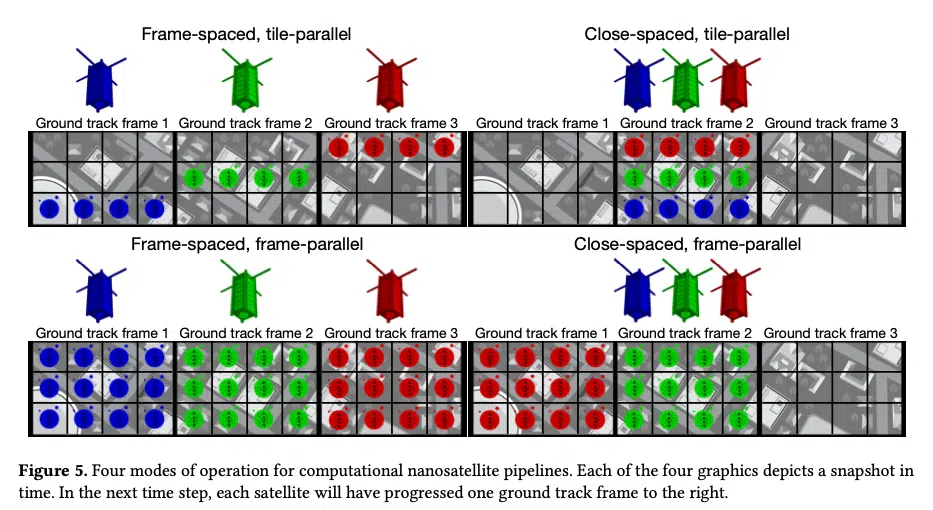 Frame-spaced, tile-parallel
Close-spaced, tile-parallel
Ground track frame 1 Ground track frame 2 Ground track frame 3
Ground track frame 1 Ground track frame 2 Ground track frame 3
Frame-spaced, frame-parallel
Close-spaced, frame-parallel
Ground track frame 1 Ground track frame 2 Ground track frame 3
Ground track frame 1 Ground track frame 2 Ground track frame 3
Figure 5. Four modes of operation for computational nanosatellite pipelines. Each of the four graphics depicts a snapshot in
time. In the next time step, each satellite will have progressed one ground track frame to the right.